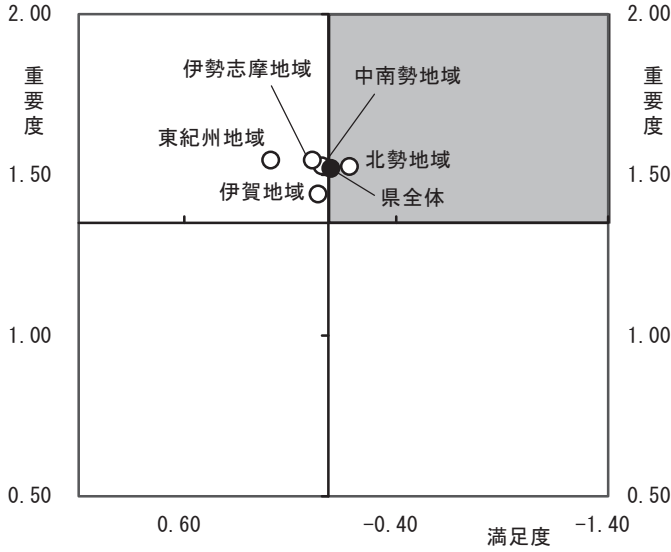 2.00
2.00
重要度
重要度
伊勢志摩地域
中南勢地域
東紀州地域
北勢地域
1.50
1.50
伊賀地域
県全体
1.00
1.00
0.50
0.50
0.60
-0.40
-1.40
満足度